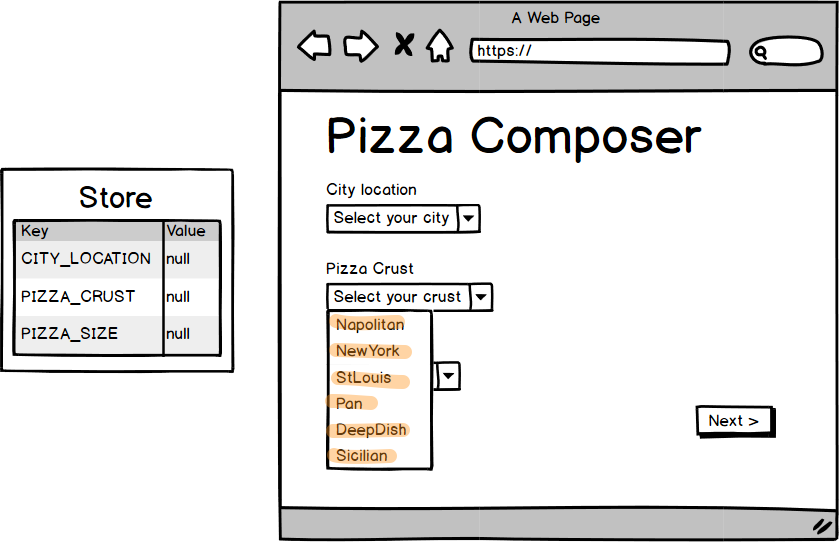 Store
Key Value
CITY_LOCATION null
PIZZA_CRUST null
PIZZA_SIZE null
A Web Page
https://
Pizza Composer
City location
Select your city
Pizza Crust
Select your crust
Napolitan
NewYork
StLouis
Pan
DeepDish
Sicilian
Next >